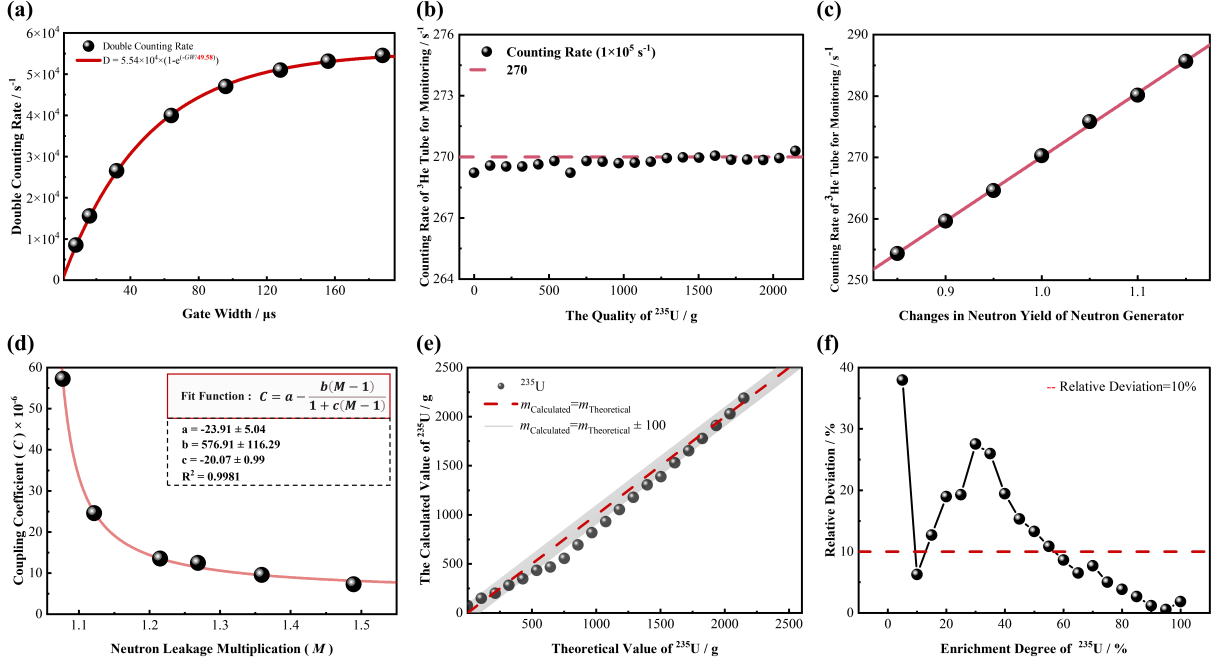 (a)
Double Counting Rate / s⁻¹
6×10⁴
5×10⁴
4×10⁴
3×10⁴
2×10⁴
1×10⁴
0
Double Counting Rate
D = 5.54×10⁴×(1-e^(-GW/49.58))
40
80
120
160
Gate Width / μs
(b)
Counting Rate of ³He Tube for Monitoring / s⁻¹
276
273
270
267
264
Counting Rate (1×10⁵ s⁻¹)
270
0
500
1000
1500
2000
The Quality of ²³⁵U / g
(c)
Counting Rate of ³He Tube for Monitoring / s⁻¹
290
280
270
260
250
0.9
1.0
1.1
Changes in Neutron Yield of Neutron Generator
(d)
Coupling Coefficient ( C ) × 10⁻⁶
60
50
40
30
20
10
0
Fit Function : C = a − b(M − 1) / 1 + c(M − 1)
a = -23.91 ± 5.04
b = 576.91 ± 116.29
c = -20.07 ± 0.99
R² = 0.9981
1.1
1.2
1.3
1.4
1.5
Neutron Leakage Multiplication ( M )
(e)
The Calculated Value of ²³⁵U / g
2500
2000
1500
1000
500
0
²³⁵U
mCalculated=mTheoretical
mCalculated=mTheoretical ± 100
500
1000
1500
2000
2500
Theoretical Value of ²³⁵U / g
(f)
Relative Deviation / %
50
40
30
20
10
0
Relative Deviation=10%
0
20
40
60
80
100
Enrichment Degree of ²³⁵U / %